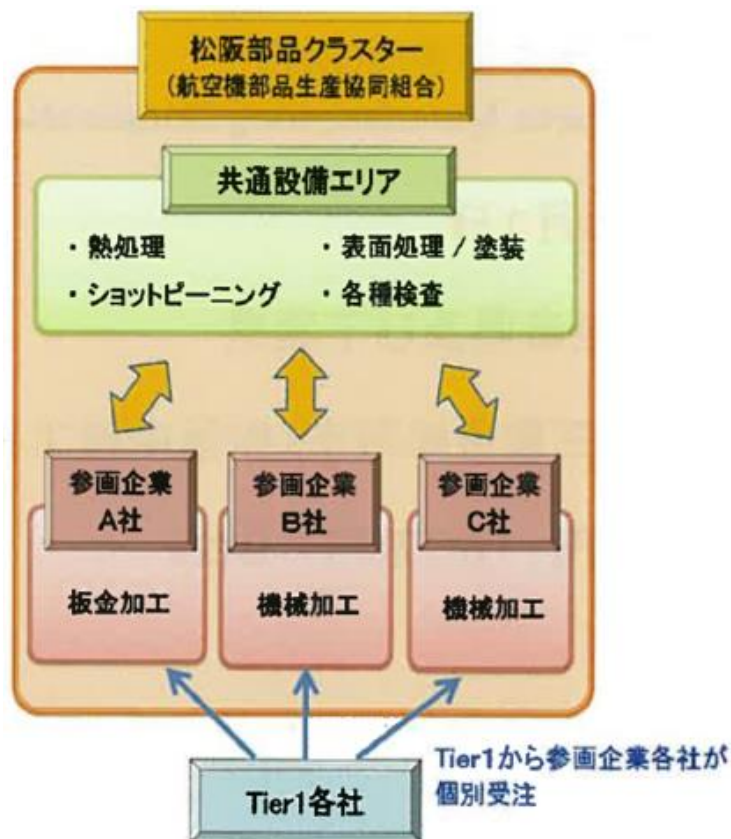 松阪部品クラスター
(航空機部品生産協同組合)
共通設備エリア
・ 熱処理
・ 表面処理 / 塗装
・ ショットピーニング
・ 各種検査
参画企業
A社
参画企業
B社
参画企業
C社
板金加工
機械加工
機械加工
Tier1から参画企業各社が
個別受注
Tier1各社